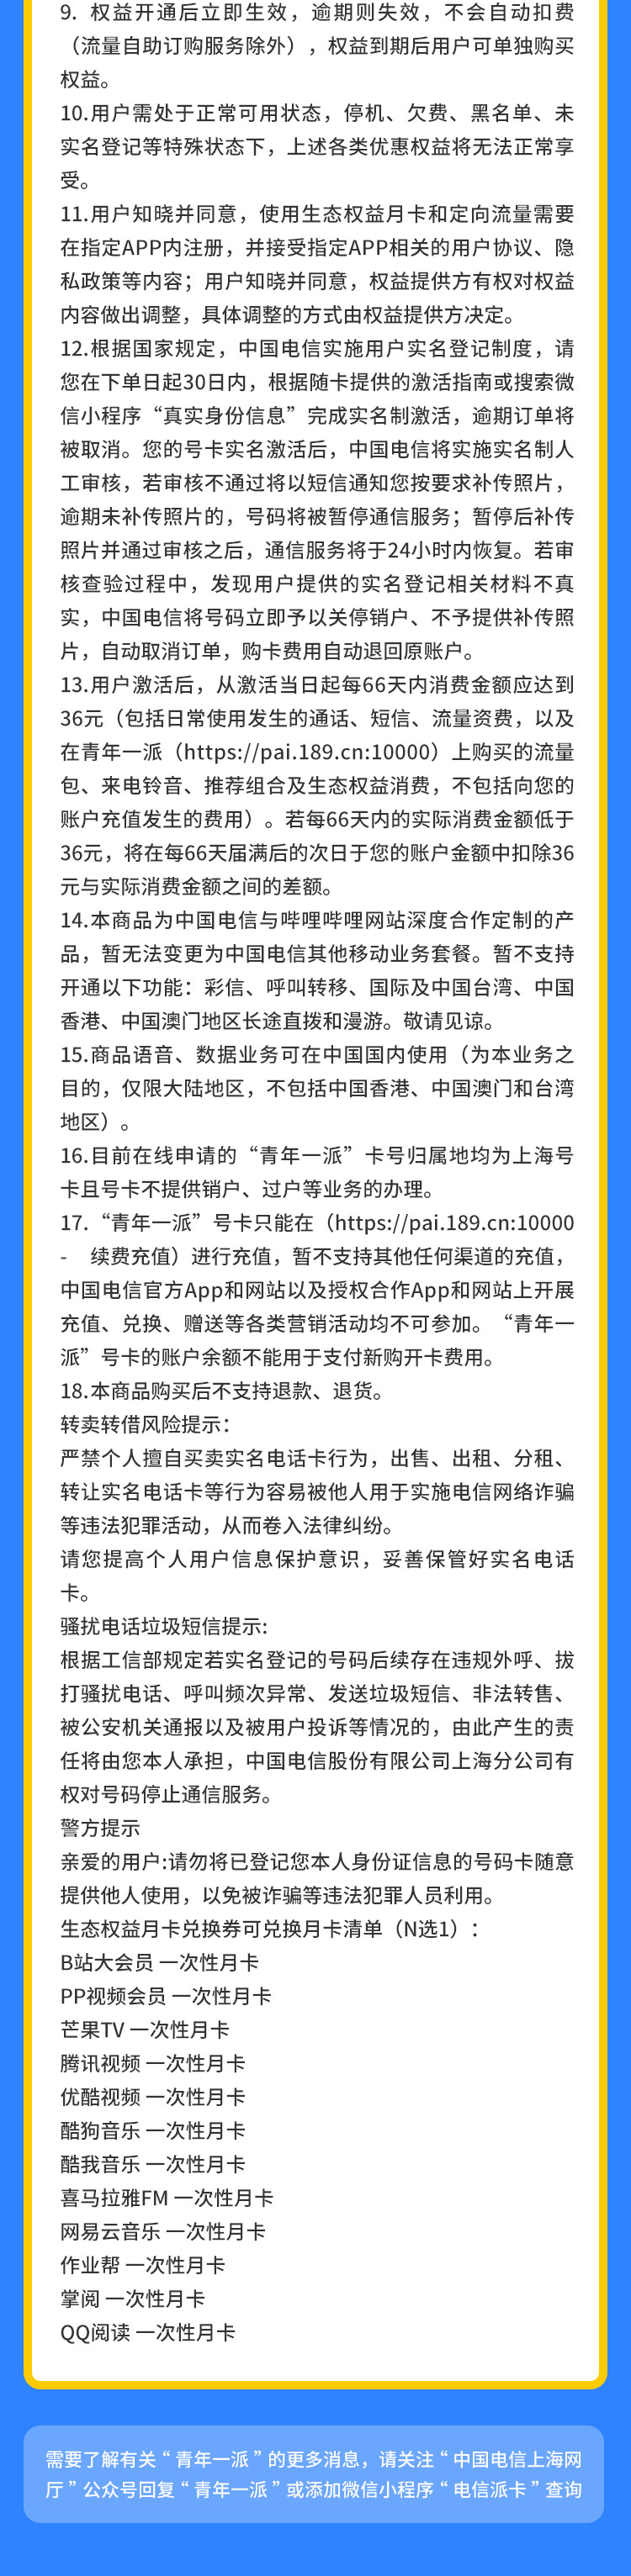 9. 权益开通后立即生效，逾期则失效，不会自动扣费
（流量自助订购服务除外），权益到期后用户可单独购买
权益。
10.用户需处于正常可用状态，停机、欠费、黑名单、未
实名登记等特殊状态下，上述各类优惠权益将无法正常享
受。
11.用户知晓并同意，使用生态权益月卡和定向流量需要
在指定APP内注册，并接受指定APP相关的用户协议、隐
私政策等内容；用户知晓并同意，权益提供方有权对权益
内容做出调整，具体调整的方式由权益提供方决定。
12.根据国家规定，中国电信实施用户实名登记制度，请
您在下单日起30日内，根据随卡提供的激活指南或搜索微
信小程序“真实身份信息”完成实名制激活，逾期订单将
被取消。您的号卡实名激活后，中国电信将实施实名制人
工审核，若审核不通过将以短信通知您按要求补传照片，
逾期未补传照片的，号码将被暂停通信服务；暂停后补传
照片并通过审核之后，通信服务将于24小时内恢复。若审
核查验过程中，发现用户提供的实名登记相关材料不真
实，中国电信将号码立即予以关停销户、不予提供补传照
片，自动取消订单，购卡费用自动退回原账户。
13.用户激活后，从激活当日起每66天内消费金额应达到
36元（包括日常使用发生的通话、短信、流量资费，以及
在青年一派（https://pai.189.cn:10000）上购买的流量
包、来电铃音、推荐组合及生态权益消费，不包括向您的
账户充值发生的费用）。若每66天内的实际消费金额低于
36元，将在每66天届满后的次日于您的账户金额中扣除36
元与实际消费金额之间的差额。
14.本商品为中国电信与哔哩哔哩网站深度合作定制的产
品，暂无法变更为中国电信其他移动业务套餐。暂不支持
开通以下功能：彩信、呼叫转移、国际及中国台湾、中国
香港、中国澳门地区长途直拨和漫游。敬请见谅。
15.商品语音、数据业务可在中国国内使用（为本业务之
目的，仅限大陆地区，不包括中国香港、中国澳门和台湾
地区）。
16.目前在线申请的“青年一派”卡号归属地均为上海号
卡且号卡不提供销户、过户等业务的办理。
17.“青年一派”号卡只能在（https://pai.189.cn:10000
- 续费充值）进行充值，暂不支持其他任何渠道的充值，
中国电信官方App和网站以及授权合作App和网站上开展
充值、兑换、赠送等各类营销活动均不可参加。“青年一
派”号卡的账户余额不能用于支付新购开卡费用。
18.本商品购买后不支持退款、退货。
转卖转借风险提示：
严禁个人擅自买卖实名电话卡行为，出售、出租、分租、
转让实名电话卡等行为容易被他人用于实施电信网络诈骗
等违法犯罪活动，从而卷入法律纠纷。
请您提高个人用户信息保护意识，妥善保管好实名电话
卡。
骚扰电话垃圾短信提示:
根据工信部规定若实名登记的号码后续存在违规外呼、拔
打骚扰电话、呼叫频次异常、发送垃圾短信、非法转售、
被公安机关通报以及被用户投诉等情况的，由此产生的责
任将由您本人承担，中国电信股份有限公司上海分公司有
权对号码停止通信服务。
警方提示
亲爱的用户:请勿将已登记您本人身份证信息的号码卡随意
提供他人使用，以免被诈骗等违法犯罪人员利用。
生态权益月卡兑换券可兑换月卡清单（N选1）：
B站大会员 一次性月卡
PP视频会员 一次性月卡
芒果TV 一次性月卡
腾讯视频 一次性月卡
优酷视频 一次性月卡
酷狗音乐 一次性月卡
酷我音乐 一次性月卡
喜马拉雅FM 一次性月卡
网易云音乐 一次性月卡
作业帮 一次性月卡
掌阅 一次性月卡
QQ阅读 一次性月卡
需要了解有关“青年一派”的更多消息，请关注“中国电信上海网
厅”公众号回复“青年一派”或添加微信小程序“电信派卡”查询